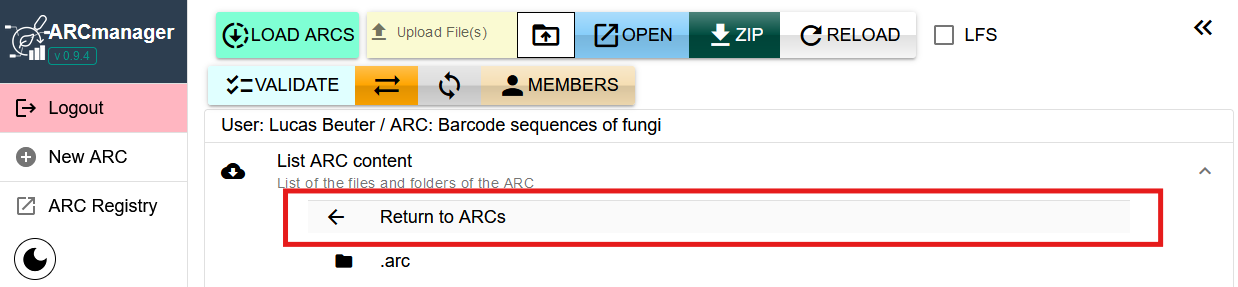 ARCmanager
v 0.9.4
LOAD ARCS
Upload File(s)
OPEN
ZIP
RELOAD
LFS
VALIDATE
MEMBERS
Logout
New ARC
ARC Registry
User: Lucas Beuter / ARC: Barcode sequences of fungi
List ARC content
List of the files and folders of the ARC
Return to ARCs
.arc